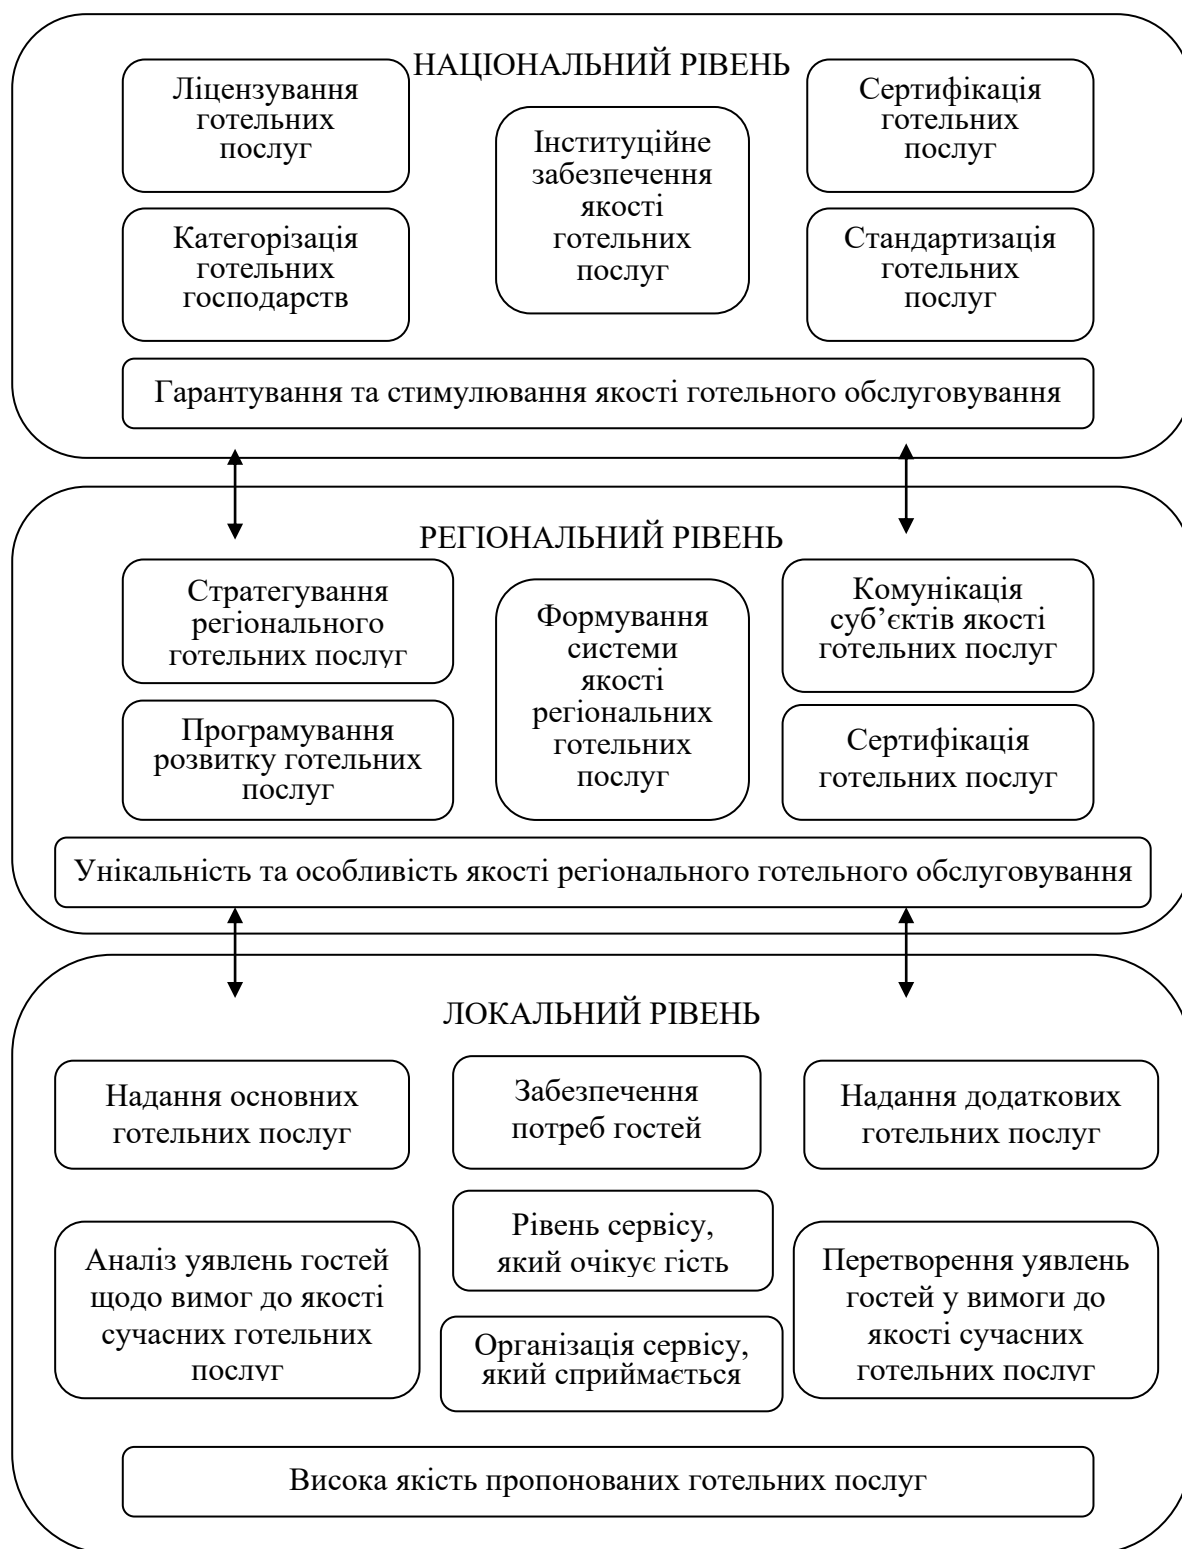 НАЦІОНАЛЬНИЙ РІВЕНЬ
Ліцензування
готельних
послуг
Інституційне
забезпечення
якості
готельних
послуг
Сертифікація
готельних
послуг
Категорізація
готельних
господарств
Стандартизація
готельних
послуг
Гарантування та стимулювання якості готельного обслуговування
РЕГІОНАЛЬНИЙ РІВЕНЬ
Стратегування
регіонального
готельних послуг
Формування
системи
якості
регіональних
готельних
послуг
Комунікація
суб’єктів якості
готельних послуг
Програмування
розвитку готельних
послуг
Сертифікація
готельних послуг
Унікальність та особливість якості регіонального готельного обслуговування
ЛОКАЛЬНИЙ РІВЕНЬ
Надання основних
готельних послуг
Забезпечення
потреб гостей
Надання додаткових
готельних послуг
Аналіз уявлень гостей
щодо вимог до якості
сучасних готельних
послуг
Рівень сервісу,
який очікує гість
Організація сервісу,
який сприймається
Перетворення уявлень
гостей у вимоги до
якості сучасних
готельних послуг
Висока якість пропонованих готельних послуг